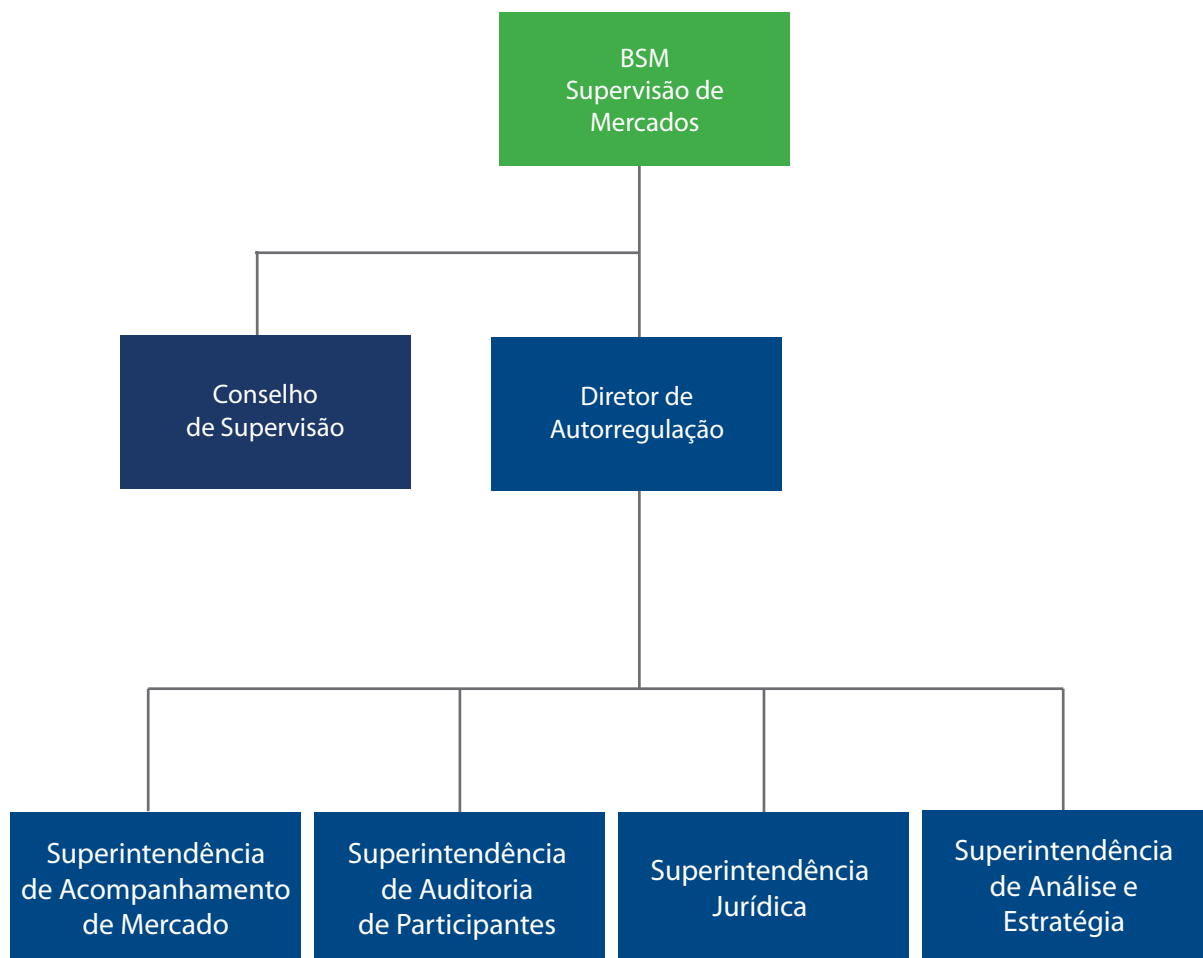 BSM
Supervisão de
Mercados
Conselho
de Supervisão
Diretor de
Autorregulação
Superintendência
de Acompanhamento
de Mercado
Superintendência
de Auditoria
de Participantes
Superintendência
Jurídica
Superintendência
de Análise e
Estratégia